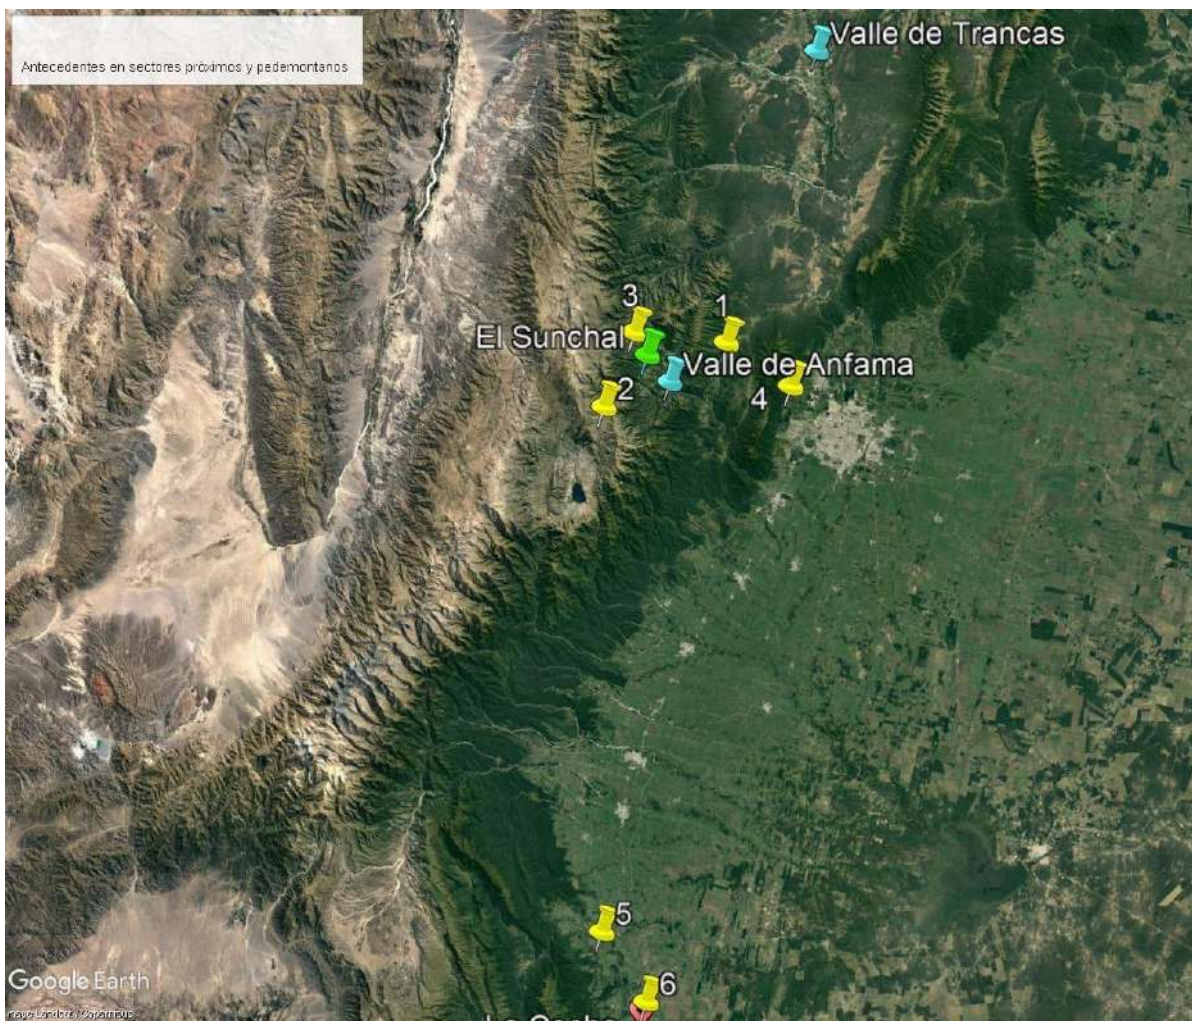 Valle de Trancas
Antecedentes en sectores próximos y pedemontanos
3
1
El Sunchal
Valle de Anfama
2
4
5
Google Earth
6